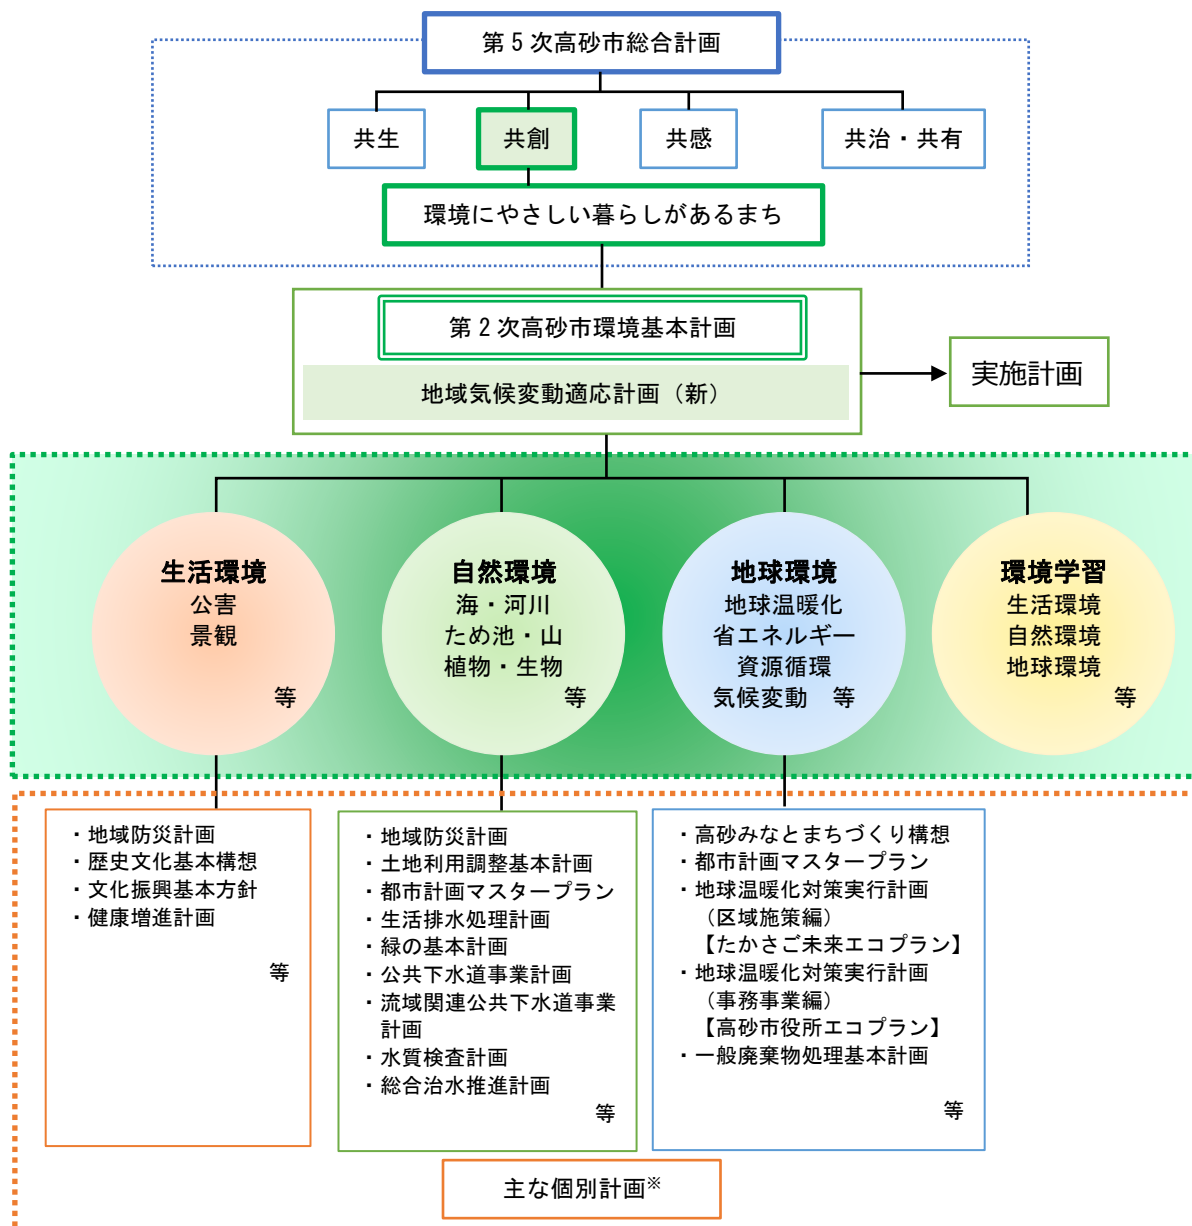 第5次高砂市総合計画
共生
共創
共感
共治・共有
環境にやさしい暮らしがあるまち
第2次高砂市環境基本計画
地域気候変動適応計画（新）
実施計画
生活環境
公害
景観
等
自然環境
海・河川
ため池・山
植物・生物
等
地球環境
地球温暖化
省エネルギー
資源循環
気候変動　等
環境学習
生活環境
自然環境
地球環境
等
・地域防災計画
・歴史文化基本構想
・文化振興基本方針
・健康増進計画
等
・地域防災計画
・土地利用調整基本計画
・都市計画マスタープラン
・生活排水処理計画
・緑の基本計画
・公共下水道事業計画
・流域関連公共下水道事業
計画
・水質検査計画
・総合治水推進計画
等
・高砂みなとまちづくり構想
・都市計画マスタープラン
・地球温暖化対策実行計画
（区域施策編）
【たかさご未来エコプラン】
・地球温暖化対策実行計画
（事務事業編）
【高砂市役所エコプラン】
・一般廃棄物処理基本計画
等
主な個別計画※